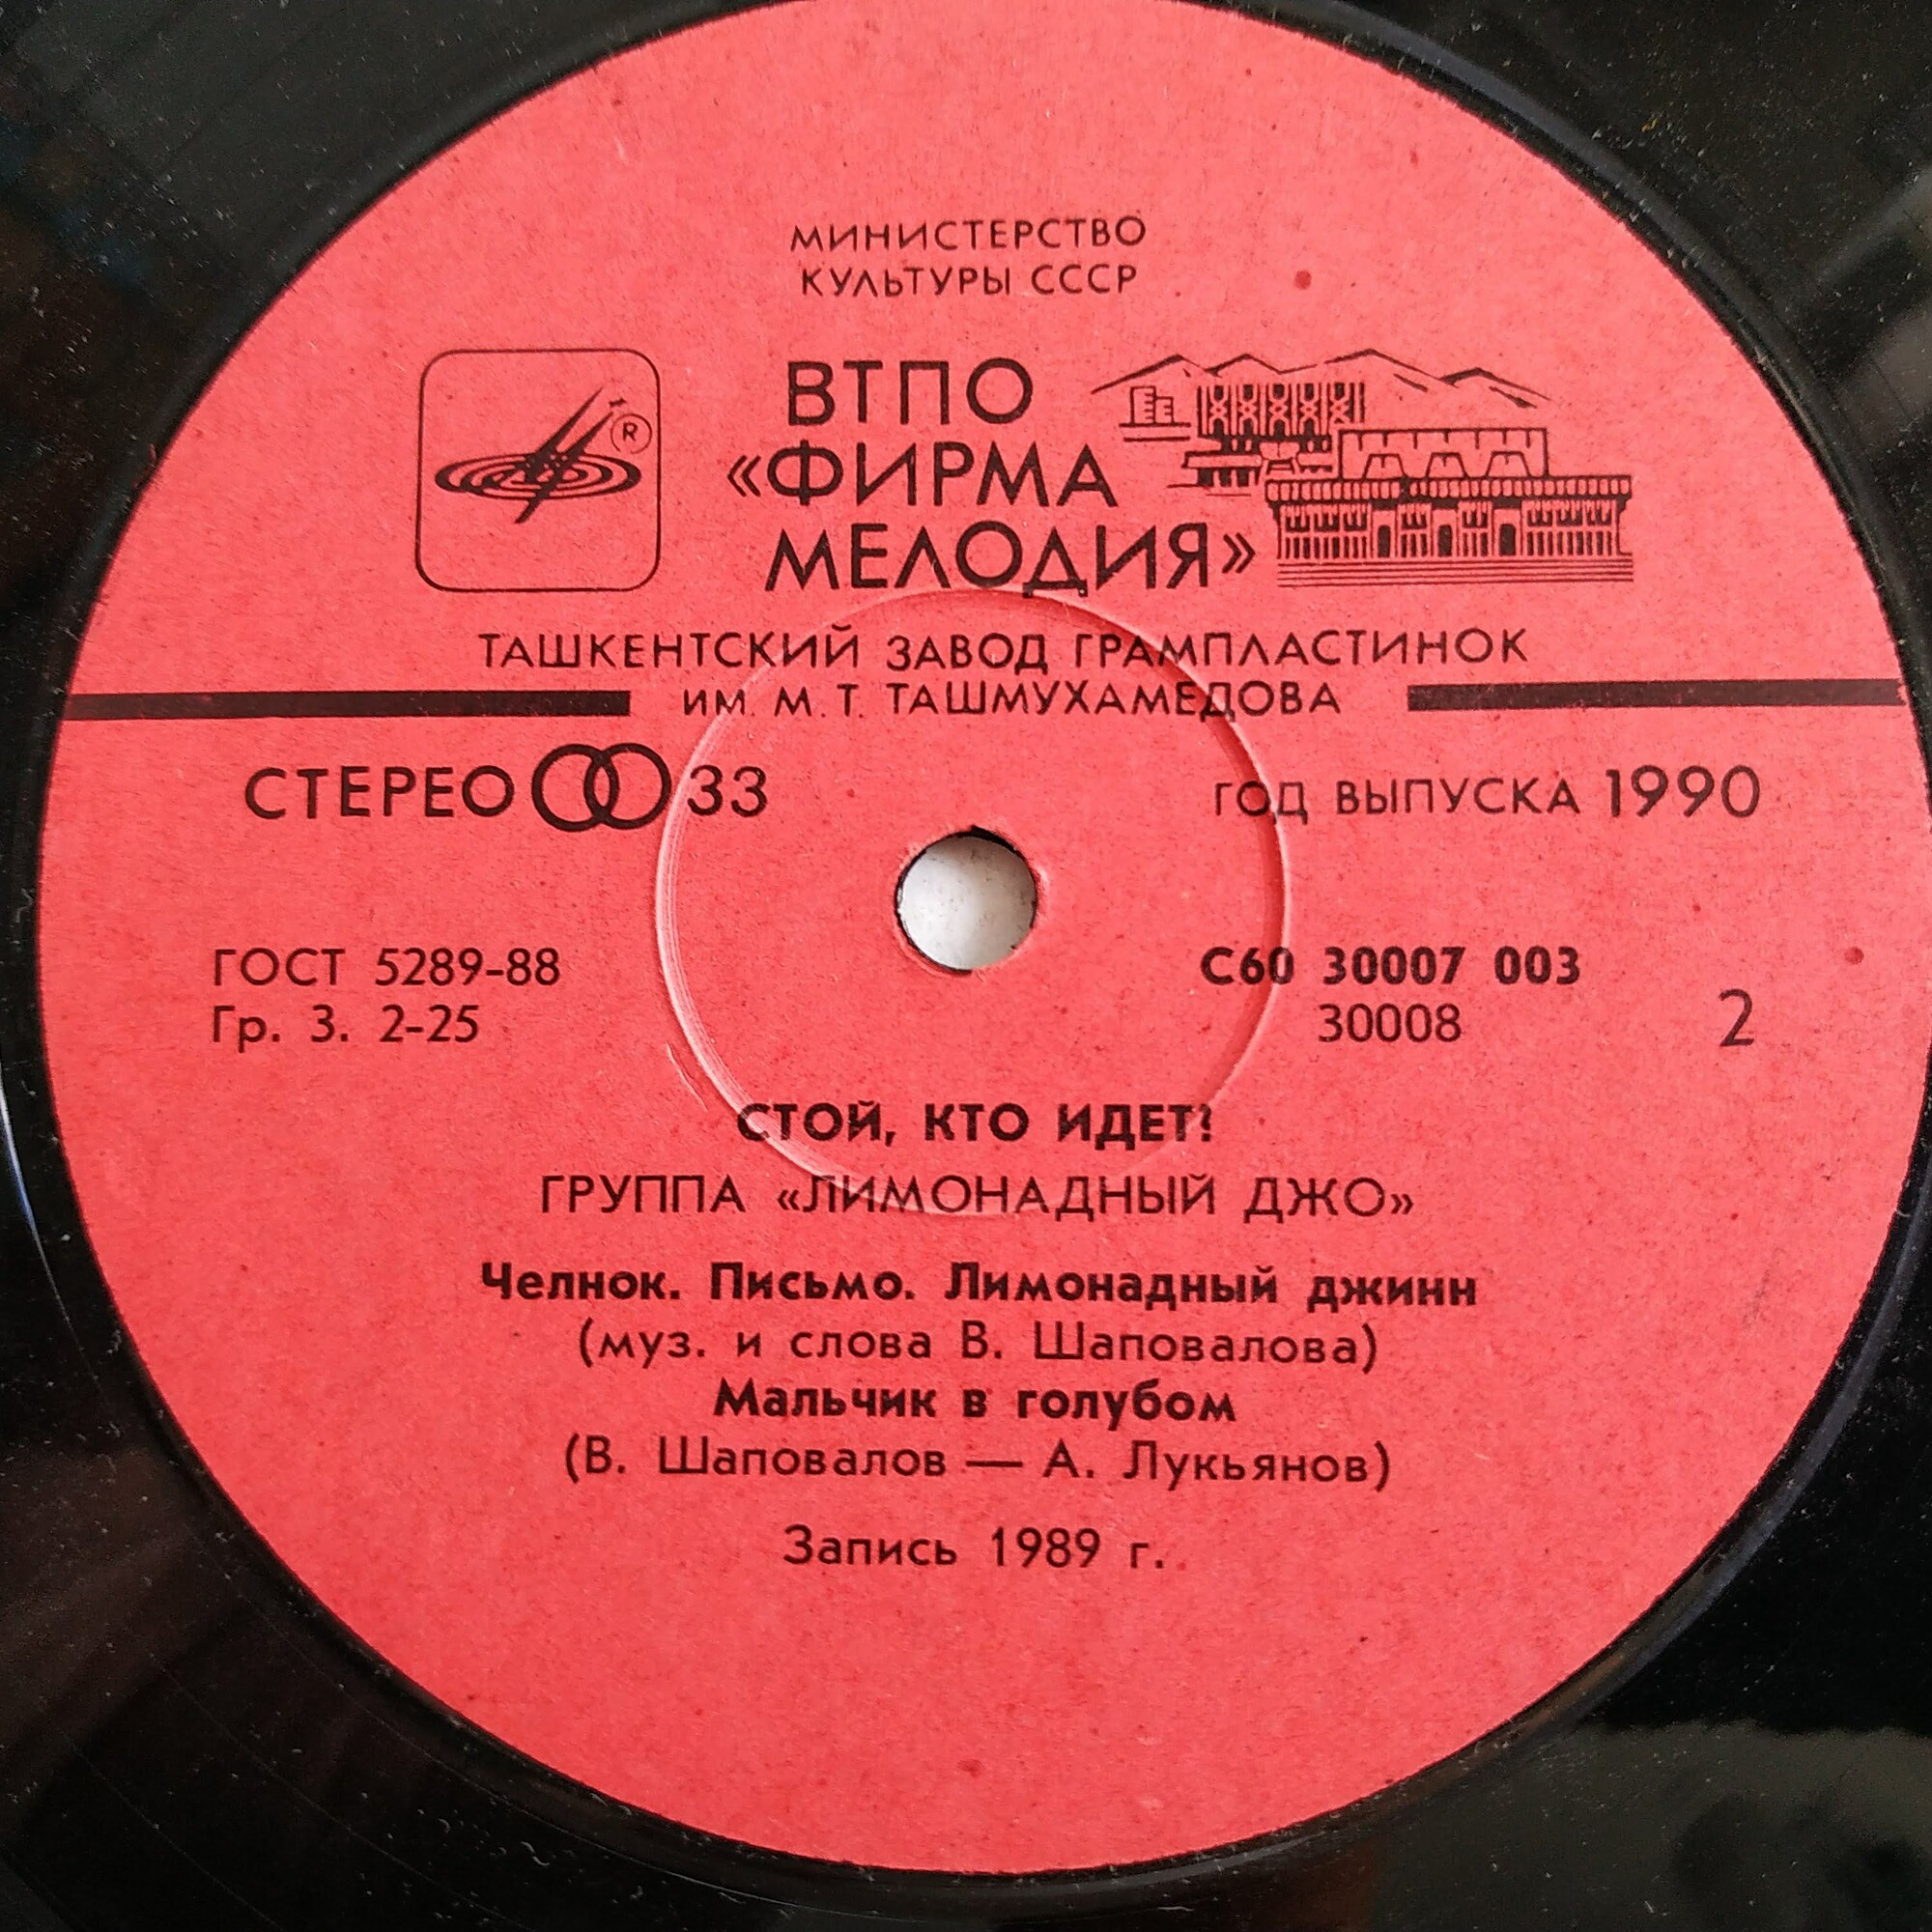 МИНИСТЕРСТВО
КУЛЬТУРЫ СССР
ВТПО
«ФИРМА
МЕЛОДИЯ»
®
ТАШКЕНТСКИЙ ЗАВОД ГРАМПЛАСТИНОК
ИМ. М. Т. ТАШМУХАМЕДОВА
СТЕРЕО 33
ГОД ВЫПУСКА 1990
ГОСТ 5289-88
Гр. 3. 2-25
С60 30007 003
30008
2
СТОЙ, КТО ИДЕТ?
ГРУППА «ЛИМОНАДНЫЙ ДЖО»
Челнок. Письмо. Лимонадный джинн
(муз. и слова В. Шаповалова)
Мальчик в голубом
(В. Шаповалов — А. Лукьянов)
Запись 1989 г.